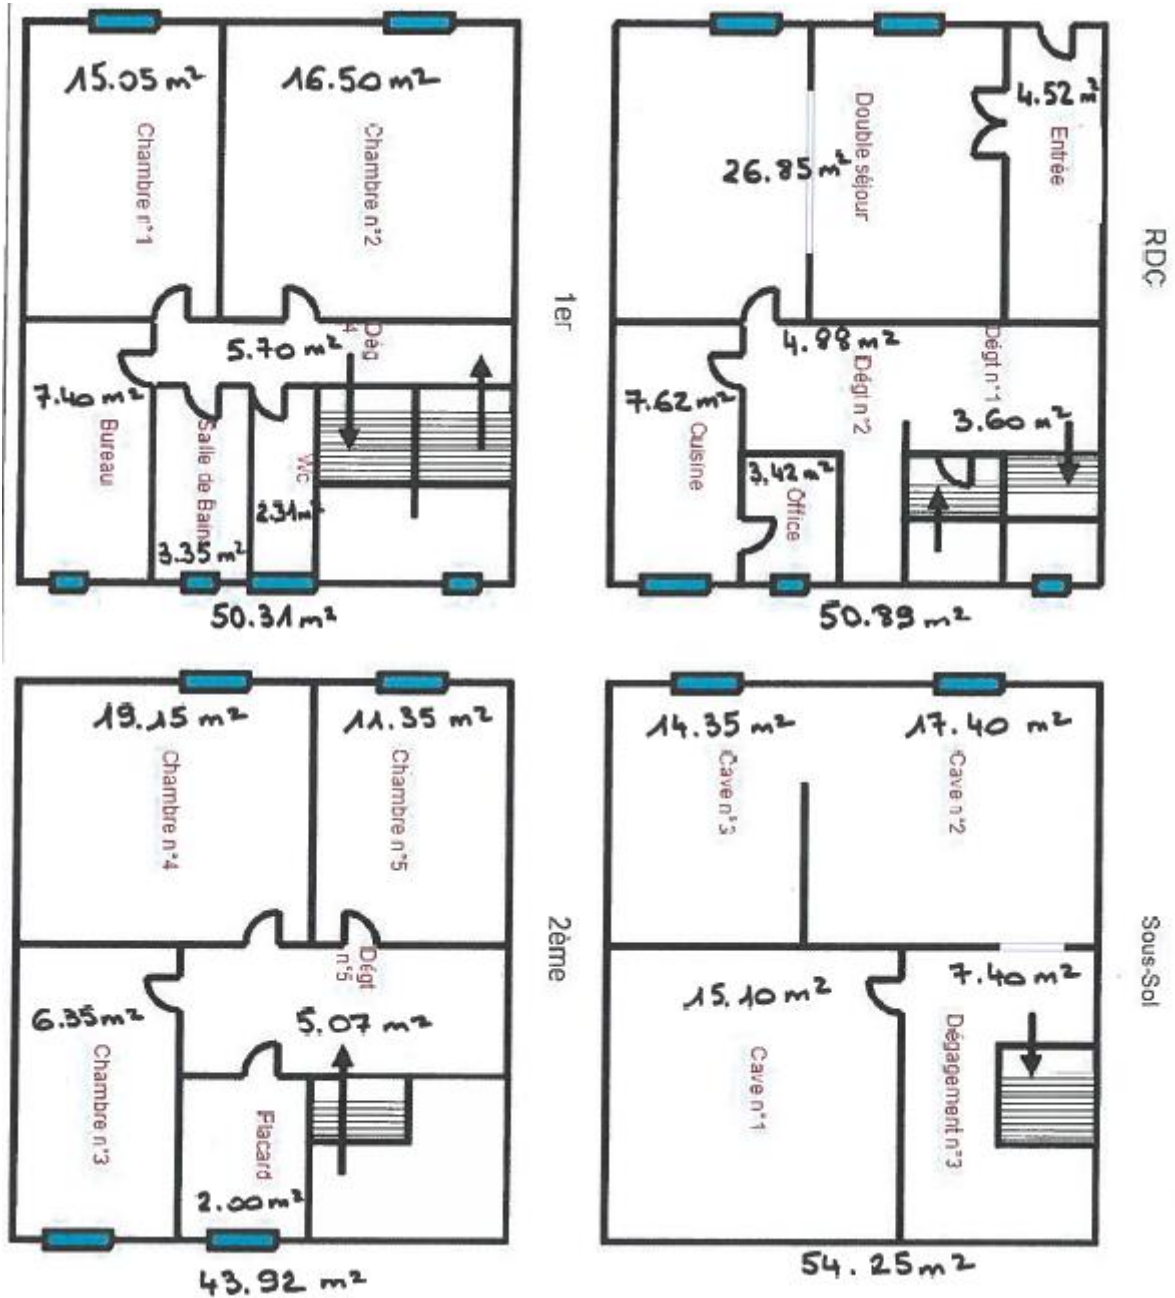 15.05 m²
Chambre n°1
16.50 m²
Chambre n°2
5.70 m²
Dég
4
7.40 m²
Bureau
Salle de Bain
3.35 m²
Wc
2.31 m²
50.31 m²
1er
26.85 m²
Double séjour
4.52 m²
Entrée
4.88 m²
Dégt n°2
Dégt n°1
3.60 m²
7.62 m²
Cuisine
3,42 m²
Office
50.89 m²
RDC
19.15 m²
Chambre n°4
11.35 m²
Chambre n°5
Dégt
n°5
5.07 m²
6.35 m²
Chambre n°3
Placard
2.00 m²
43.92 m²
2ème
14.35 m²
Cave n°3
17.40 m²
Cave n°2
7.40 m²
15.10 m²
Cave n°1
Dégagement n°3
54.25 m²
Sous-Sol